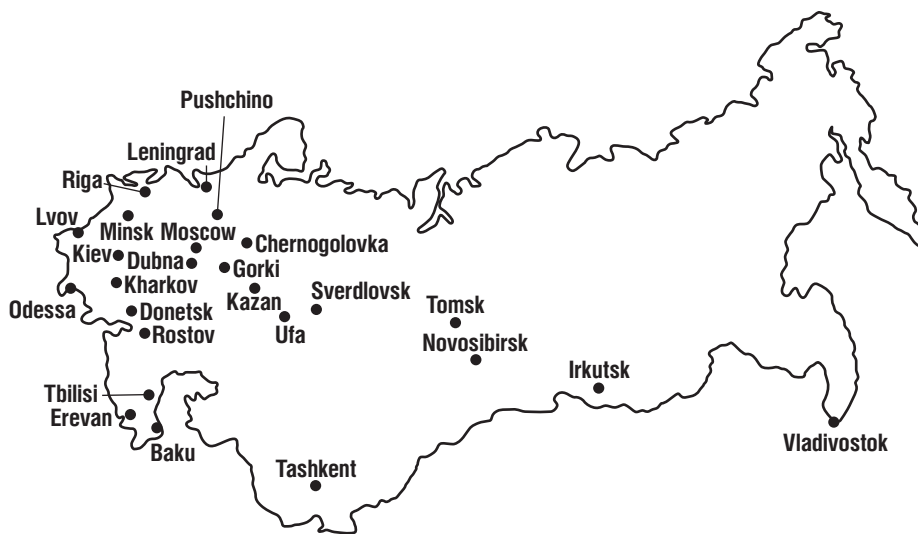 Pushchino
Leningrad
Riga
Lvov
Minsk
Moscow
Chernogolovka
Kiev
Dubna
Gorki
Kharkov
Kazan
Sverdlovsk
Odessa
Donetsk
Ufa
Tomsk
Rostov
Novosibirsk
Irkutsk
Tbilisi
Erevan
Baku
Vladivostok
Tashkent